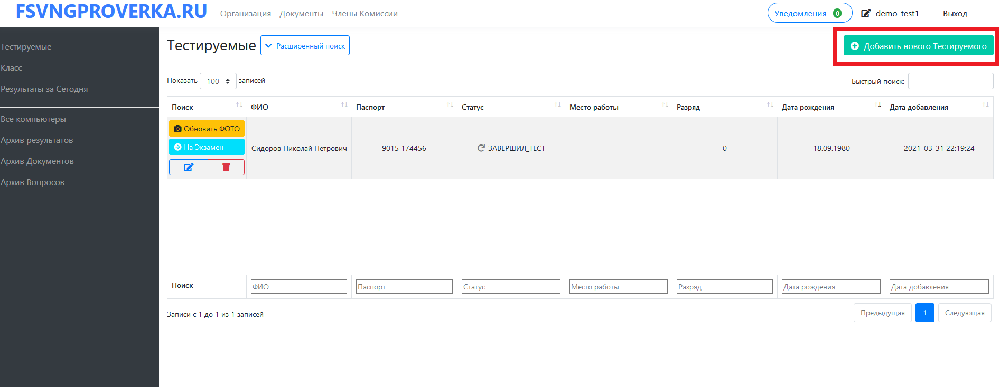 FSVNGPROVERKA.RU Организация Документы Члены Комиссии Уведомления 0 demo_test1 Выход
Тестируемые
Класс
Результаты за Сегодня
Все компьютеры
Архив результатов
Архив Документов
Архив Вопросов
Тестируемые Расширенный поиск Добавить нового Тестируемого
Показать 100 записей Быстрый поиск:
Поиск ФИО Паспорт Статус Место работы Разряд Дата рождения Дата добавления
Обновить ФОТО
На Экзамен
Сидоров Николай Петрович 9015 174456 ЗАВЕРШИЛ_ТЕСТ 0 18.09.1980 2021-03-31 22:19:24
Поиск ФИО Паспорт Статус Место работы Разряд Дата рождения Дата добавления
Записи с 1 до 1 из 1 записей Предыдущая 1 Следующая